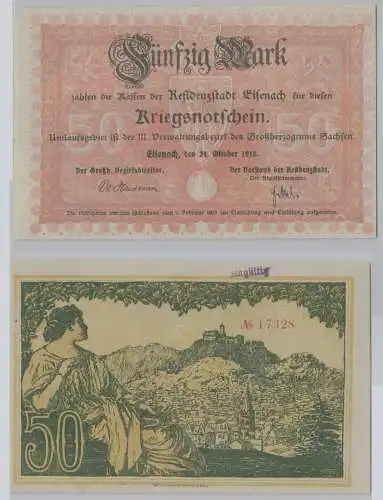 Fünfzig Mark
zahlen die Kassen der Residenzstadt Eisenach für diesen
Kriegsnotschein.
Umlaufsgebiet ist der III. Verwaltungsbezirk des Großherzogtums Sachsen.
Eisenach, den 24. Oktober 1918.
Der Großh. Bezirksdirektor. Der Vorstand der Residenzstadt.
50 50
ungültig
№ 17328
50